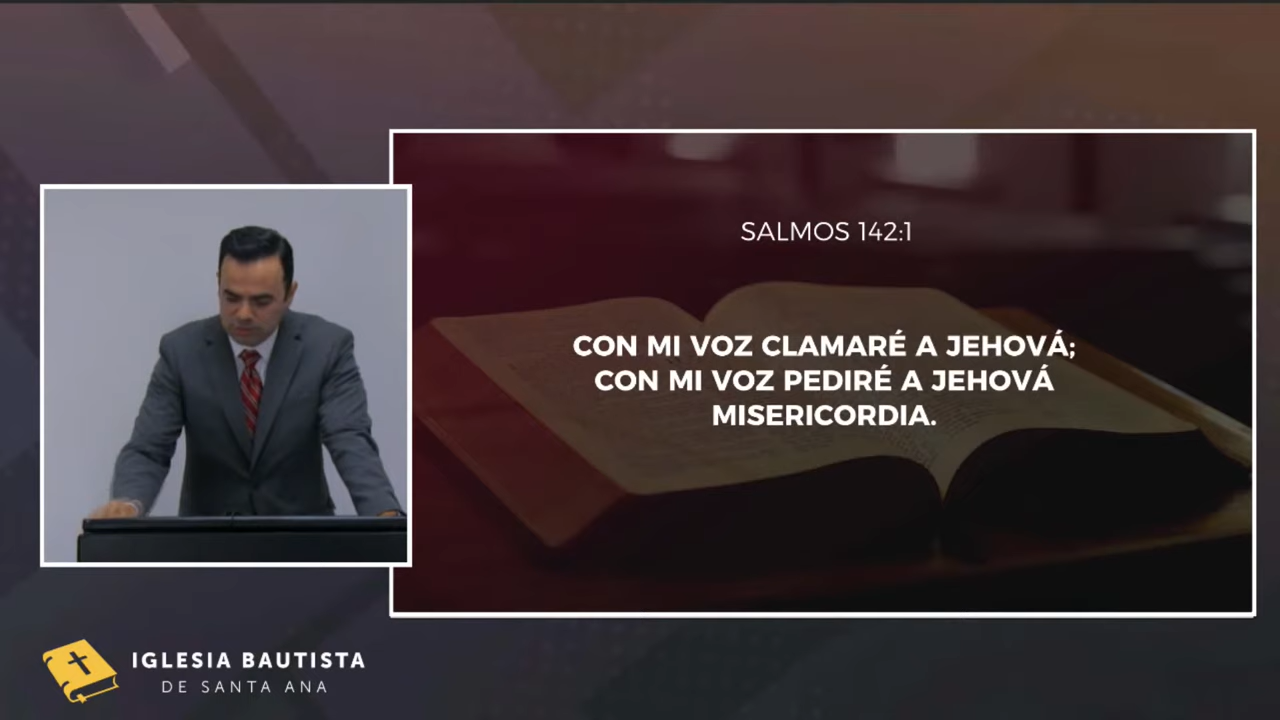 SALMOS 142:1
CON MI VOZ CLAMARÉ A JEHOVÁ;
CON MI VOZ PEDIRÉ A JEHOVÁ
MISERICORDIA.
IGLESIA BAUTISTA
DE SANTA ANA